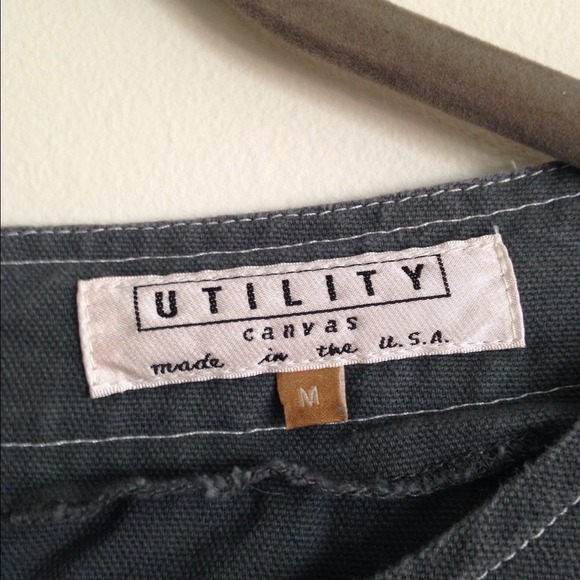 UTILITY
canvas
made in the U.S.A.
M